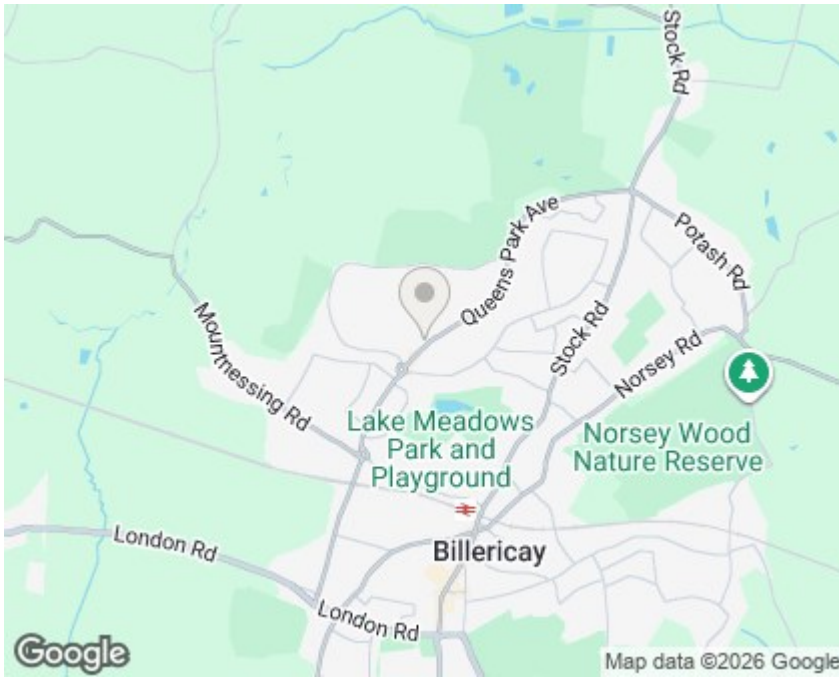 Stock Rd
Queens Park Ave
Potash Rd
Stock Rd
Norsey Rd
Mountnessing Rd
Lake Meadows
Park and
Playground
Norsey Wood
Nature Reserve
London Rd
Billericay
London Rd
Google
Map data ©2026 Google